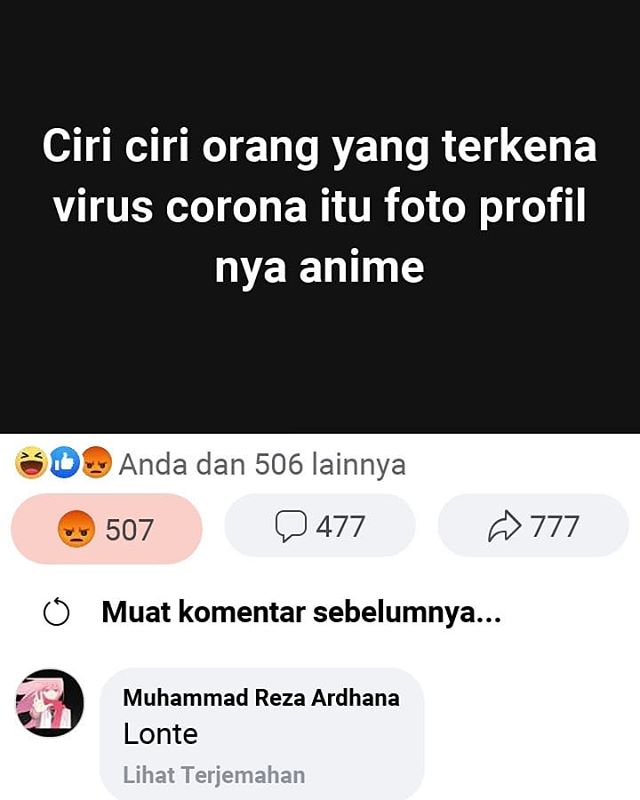 Ciri ciri orang yang terkena
virus corona itu foto profil
nya anime
Anda dan 506 lainnya
507
477
777
Muat komentar sebelumnya...
Muhammad Reza Ardhana
Lonte
Lihat Terjemahan